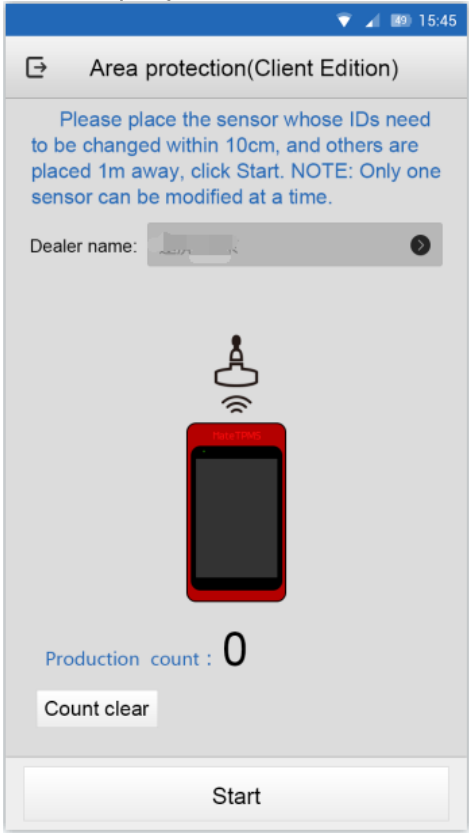 49 15:45
Area protection(Client Edition)
Please place the sensor whose IDs need
to be changed within 10cm, and others are
placed 1m away, click Start. NOTE: Only one
sensor can be modified at a time.
Dealer name:
MateTPMS
Production count : 0
Count clear
Start